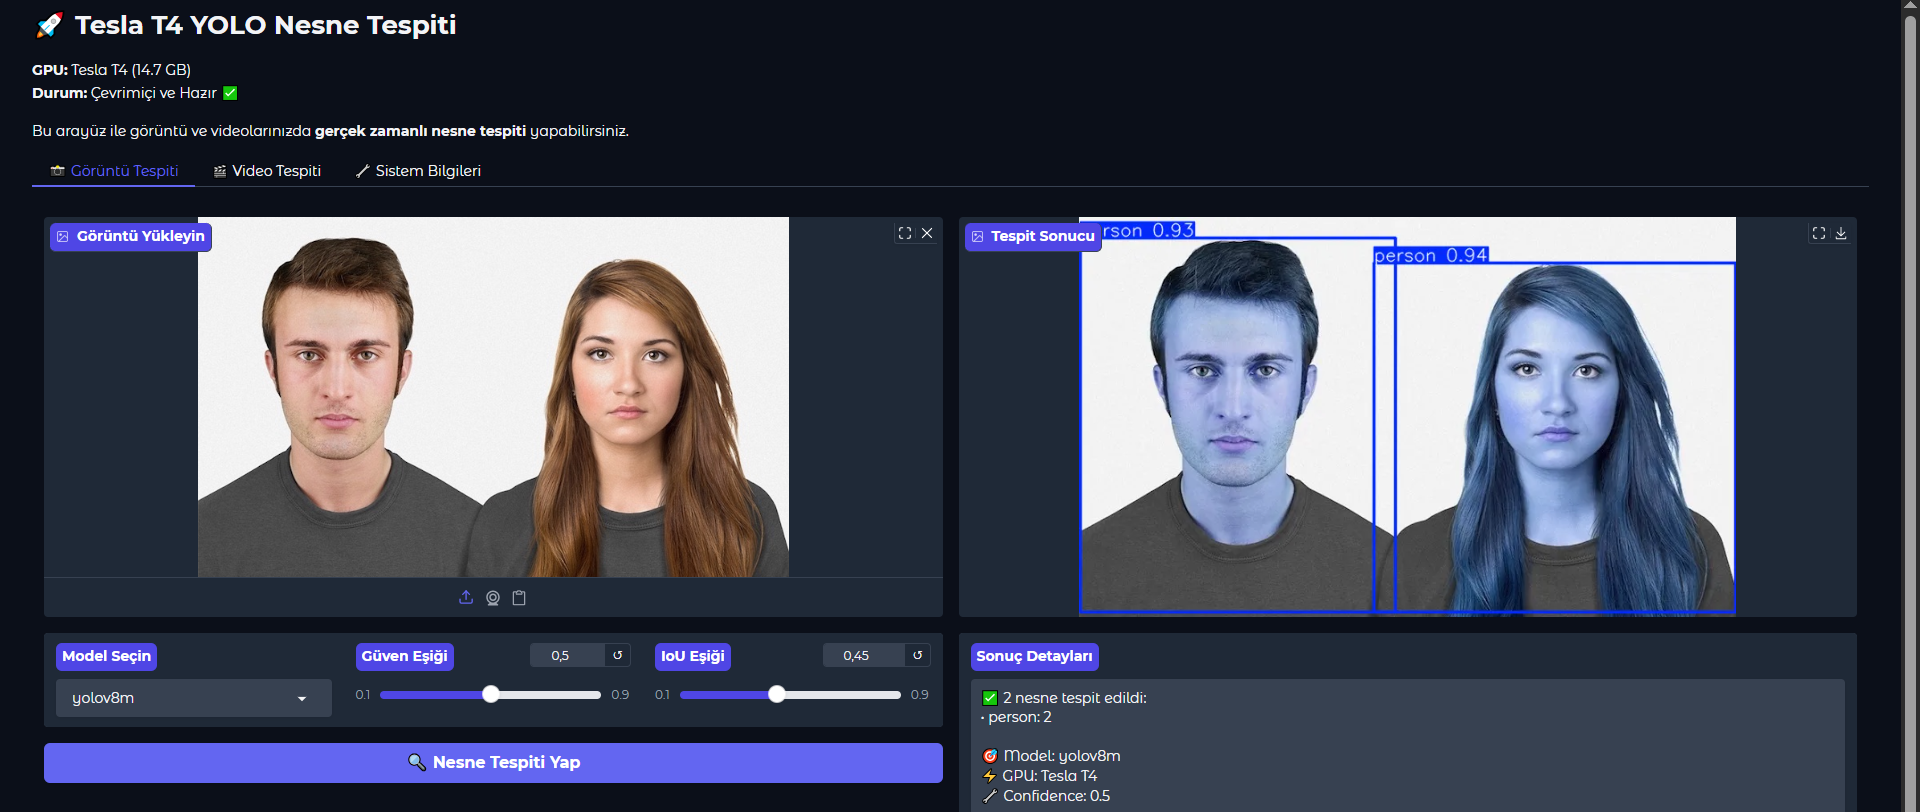 🚀 Tesla T4 YOLO Nesne Tespiti
GPU: Tesla T4 (14.7 GB)
Durum: Çevrimiçi ve Hazır ✅
Bu arayüz ile görüntü ve videolarınızda gerçek zamanlı nesne tespiti yapabilirsiniz.
Görüntü Tespiti Video Tespiti Sistem Bilgileri
Görüntü Yükleyin
Tespit Sonucu
rson 0.93
person 0.94
Model Seçin
yolov8m
Güven Eşiği 0,5
0.1 0.9
IoU Eşiği 0,45
0.1 0.9
🔍 Nesne Tespiti Yap
Sonuç Detayları
✅ 2 nesne tespit edildi:
• person: 2
🎯 Model: yolov8m
⚡ GPU: Tesla T4
🔧 Confidence: 0.5